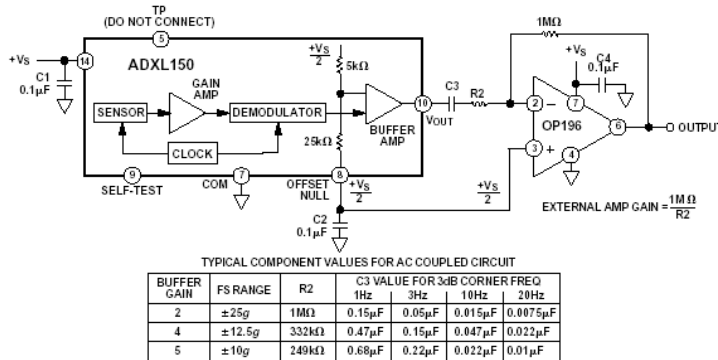 TP
(DO NOT CONNECT)
5
+VS
14
C1
0.1µF
ADXL150
SENSOR
GAIN
AMP
DEMODULATOR
CLOCK
+VS
2
5kΩ
25kΩ
BUFFER
AMP
10
VOUT
C3
R2
1MΩ
+VS
C4
0.1µF
2
−
7
OP196
3
+
4
6
OUTPUT
9
SELF-TEST
7
COM
8
OFFSET
NULL
+VS
2
+VS
2
C2
0.1µF
EXTERNAL AMP GAIN = 1MΩ
R2
TYPICAL COMPONENT VALUES FOR AC COUPLED CIRCUIT
BUFFER GAIN FS RANGE R2 C3 VALUE FOR 3dB CORNER FREQ
1Hz 3Hz 10Hz 20Hz
2 ±25g 1MΩ 0.15µF 0.05µF 0.015µF 0.0075µF
4 ±12.5g 332kΩ 0.47µF 0.15µF 0.047µF 0.022µF
5 ±10g 249kΩ 0.68µF 0.22µF 0.022µF 0.01µF